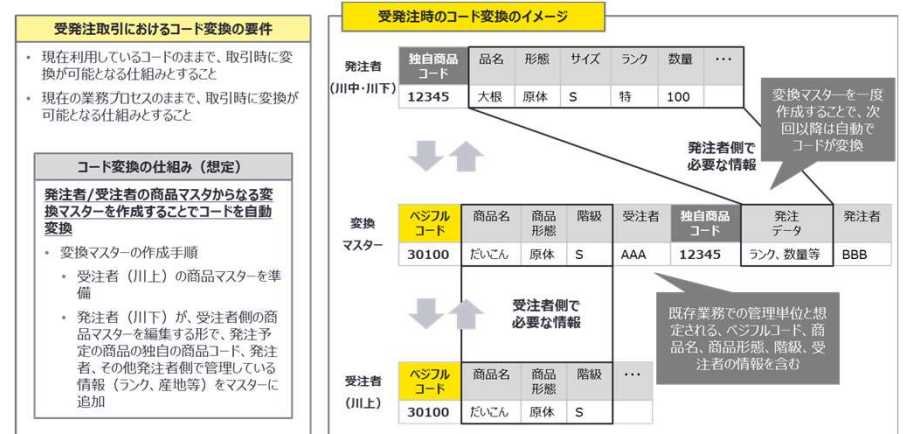 受発注取引におけるコード変換の要件
・ 現在利用しているコードのままで、取引時に変
換が可能となる仕組みとすること
・ 現在の業務プロセスのままで、取引時に変換が
可能となる仕組みとすること
コード変換の仕組み（想定）
発注者/受注者の商品マスタからなる変
換マスターを作成することでコードを自動
変換
・ 変換マスターの作成手順
・ 受注者（川上）の商品マスターを準
備
・ 発注者（川下）が、受注者側の商
品マスターを編集する形で、発注予
定の商品の独自の商品コード、発注
者、その他発注者側で管理している
情報（ランク、産地等）をマスターに
追加
受発注時のコード変換のイメージ
発注者
(川中・川下)
独自商品
コード
品名 形態 サイズ ランク 数量 …
12345 大根 原体 S 特 100
変換マスターを一度
作成することで、次
回以降は自動で
コードが変換
発注者側で
必要な情報
変換
マスター
ベジフル
コード
商品名 商品
形態
階級 受注者 独自商品
コード
発注
データ
発注者
30100 だいこん 原体 S AAA 12345 ランク、数量等 BBB
受注者側で
必要な情報
既存業務での管理単位と想
定される、ベジフルコード、商
品名、商品形態、階級、受
注者の情報を含む
受注者
(川上)
ベジフル
コード
商品名 商品
形態
階級 …
30100 だいこん 原体 S